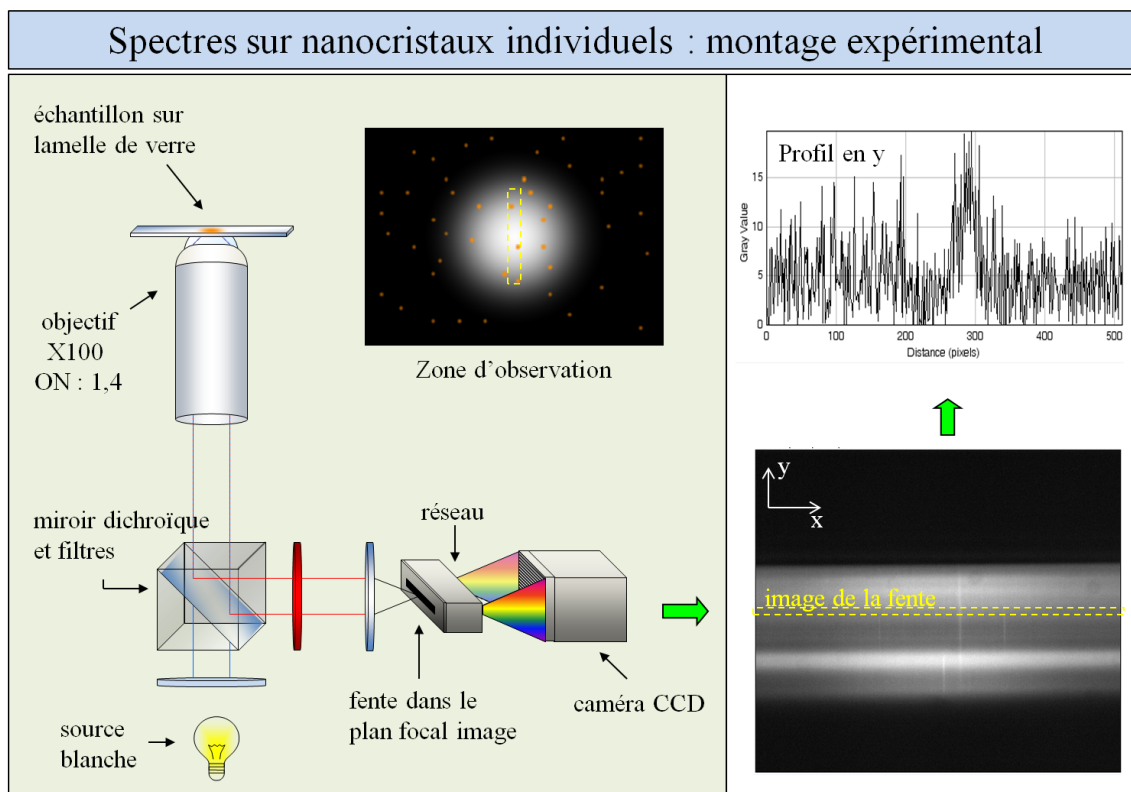 Spectres sur nanocristaux individuels : montage expérimental
échantillon sur
lamelle de verre
objectif
X100
ON : 1,4
Zone d'observation
miroir dichroïque
et filtres
réseau
fente dans le
plan focal image
caméra CCD
source
blanche
Profil en y
Gray Value
15
10
5
0
0
100
200
300
400
500
Distance (pixels)
y
x
image de la fente